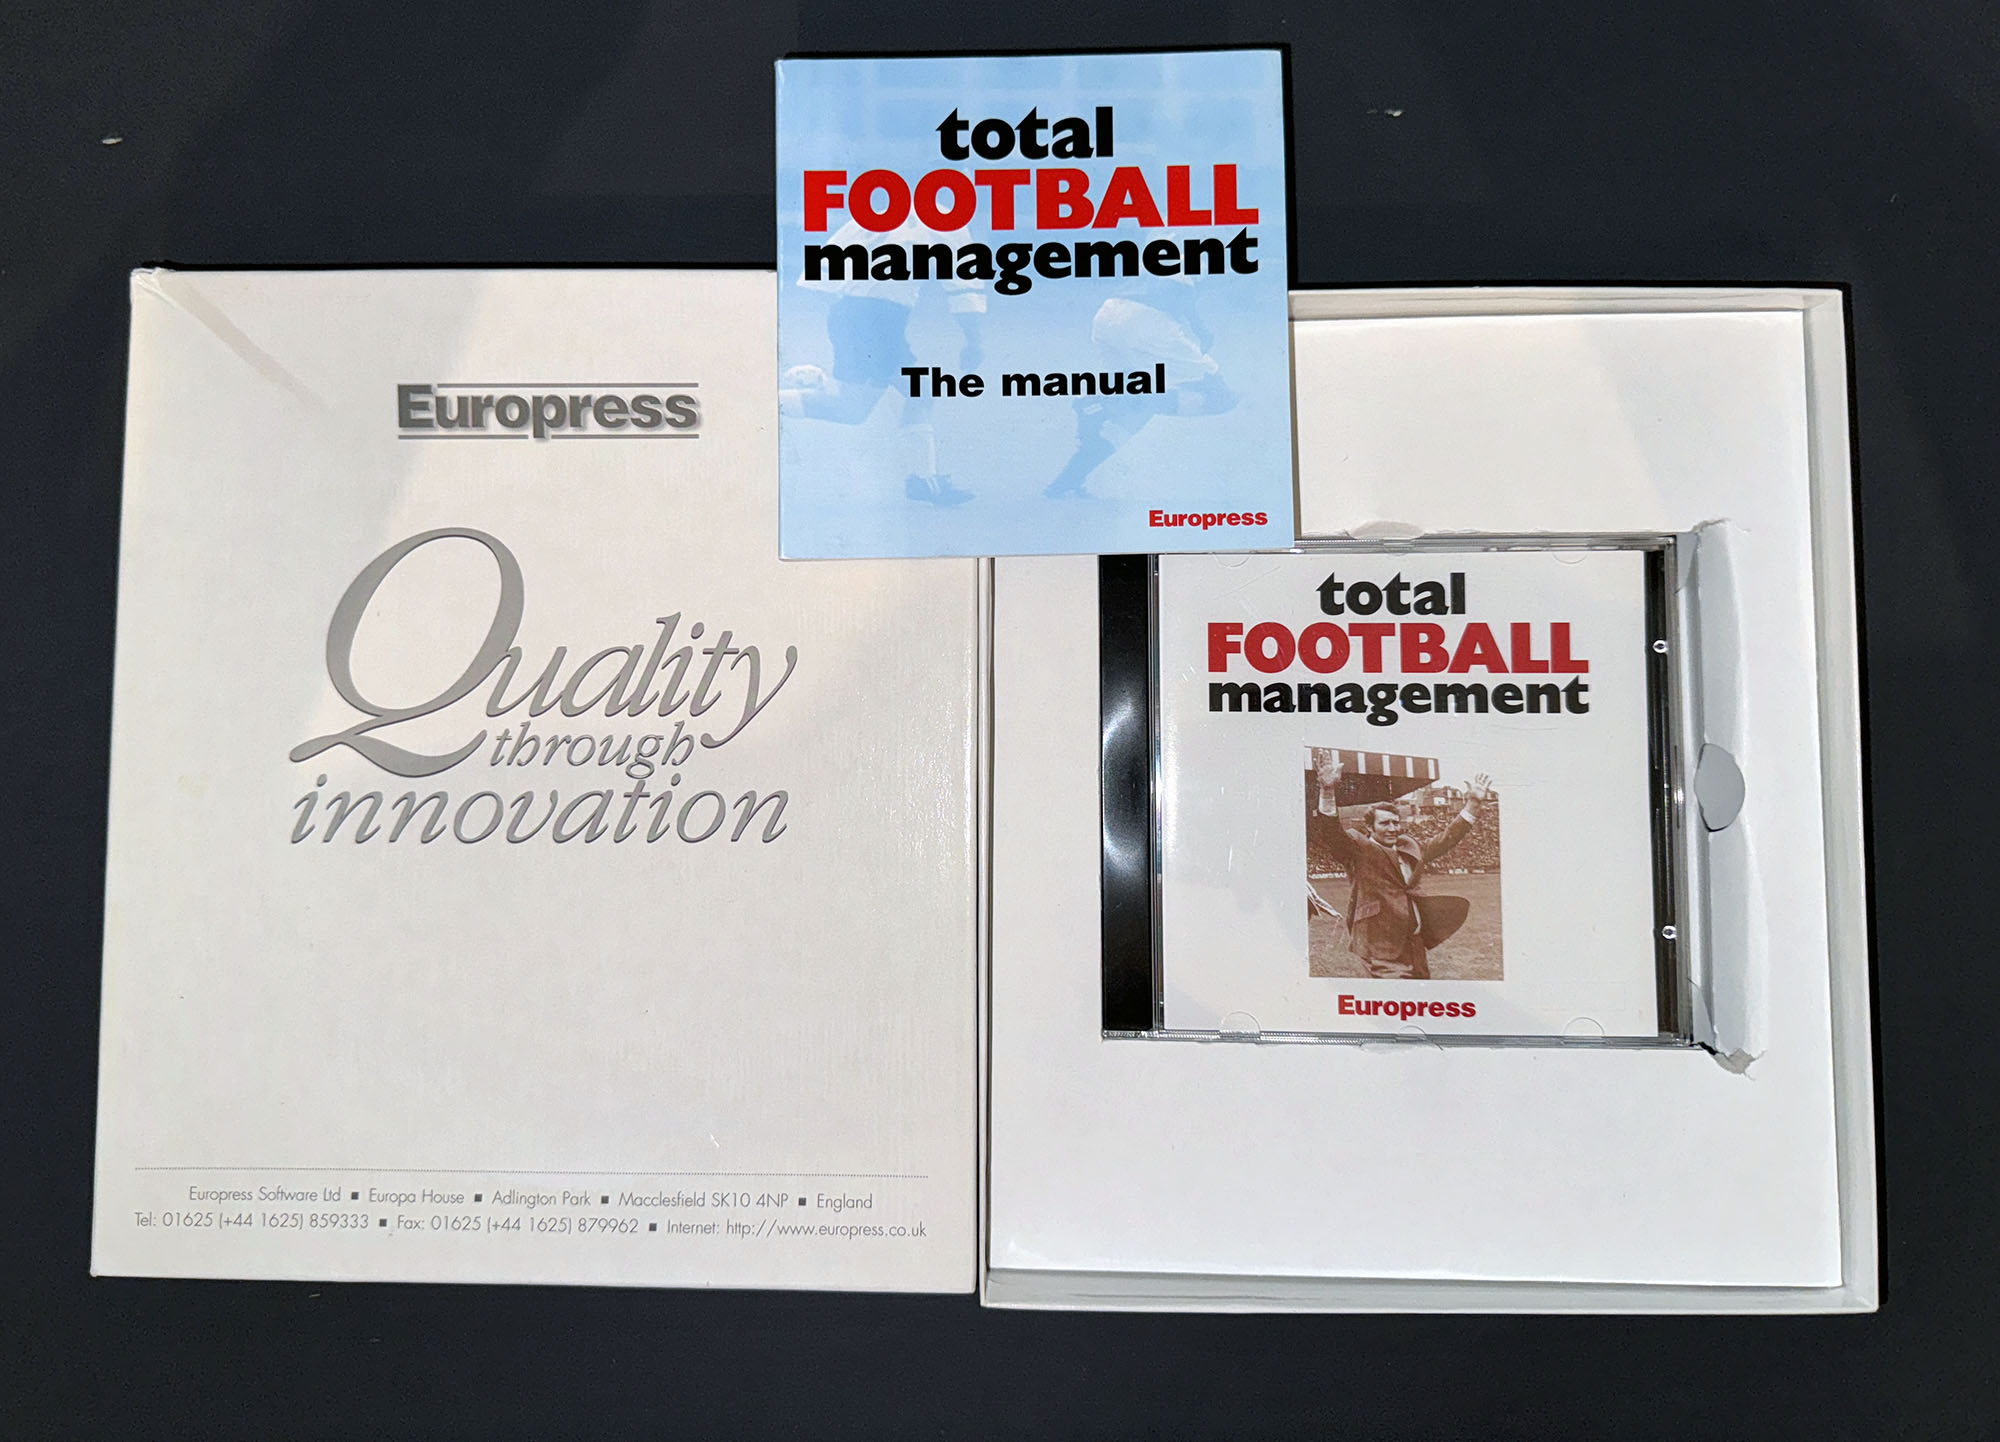 total
FOOTBALL
management
The manual
Europress
Europress
Quality
through
innovation
Europress Software Ltd ■ Europa House ■ Adlington Park ■ Macclesfield SK10 4NP ■ England
Tel: 01625 (+44 1625) 859333 ■ Fax: 01625 (+44 1625) 879962 ■ Internet: http://www.europress.co.uk
total
FOOTBALL
management
Europress